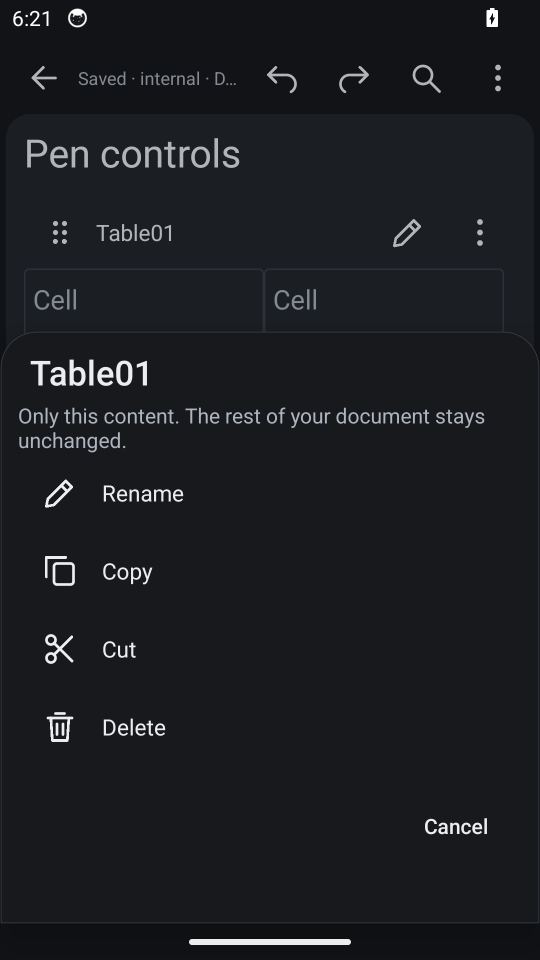 6:21
Saved · internal · D…
Pen controls
Table01
Cell Cell
Table01
Only this content. The rest of your document stays
unchanged.
Rename
Copy
Cut
Delete
Cancel